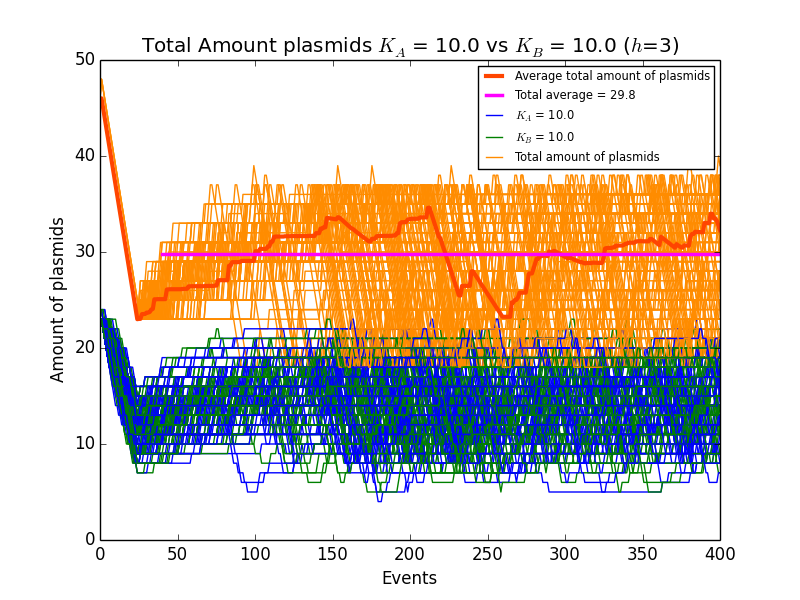 Total Amount plasmids K_A = 10.0 vs K_B = 10.0 (h=3)
Average total amount of plasmids
Total average = 29.8
K_A = 10.0
K_B = 10.0
Total amount of plasmids
Amount of plasmids
50
40
30
20
10
0
0 50 100 150 200 250 300 350 400
Events